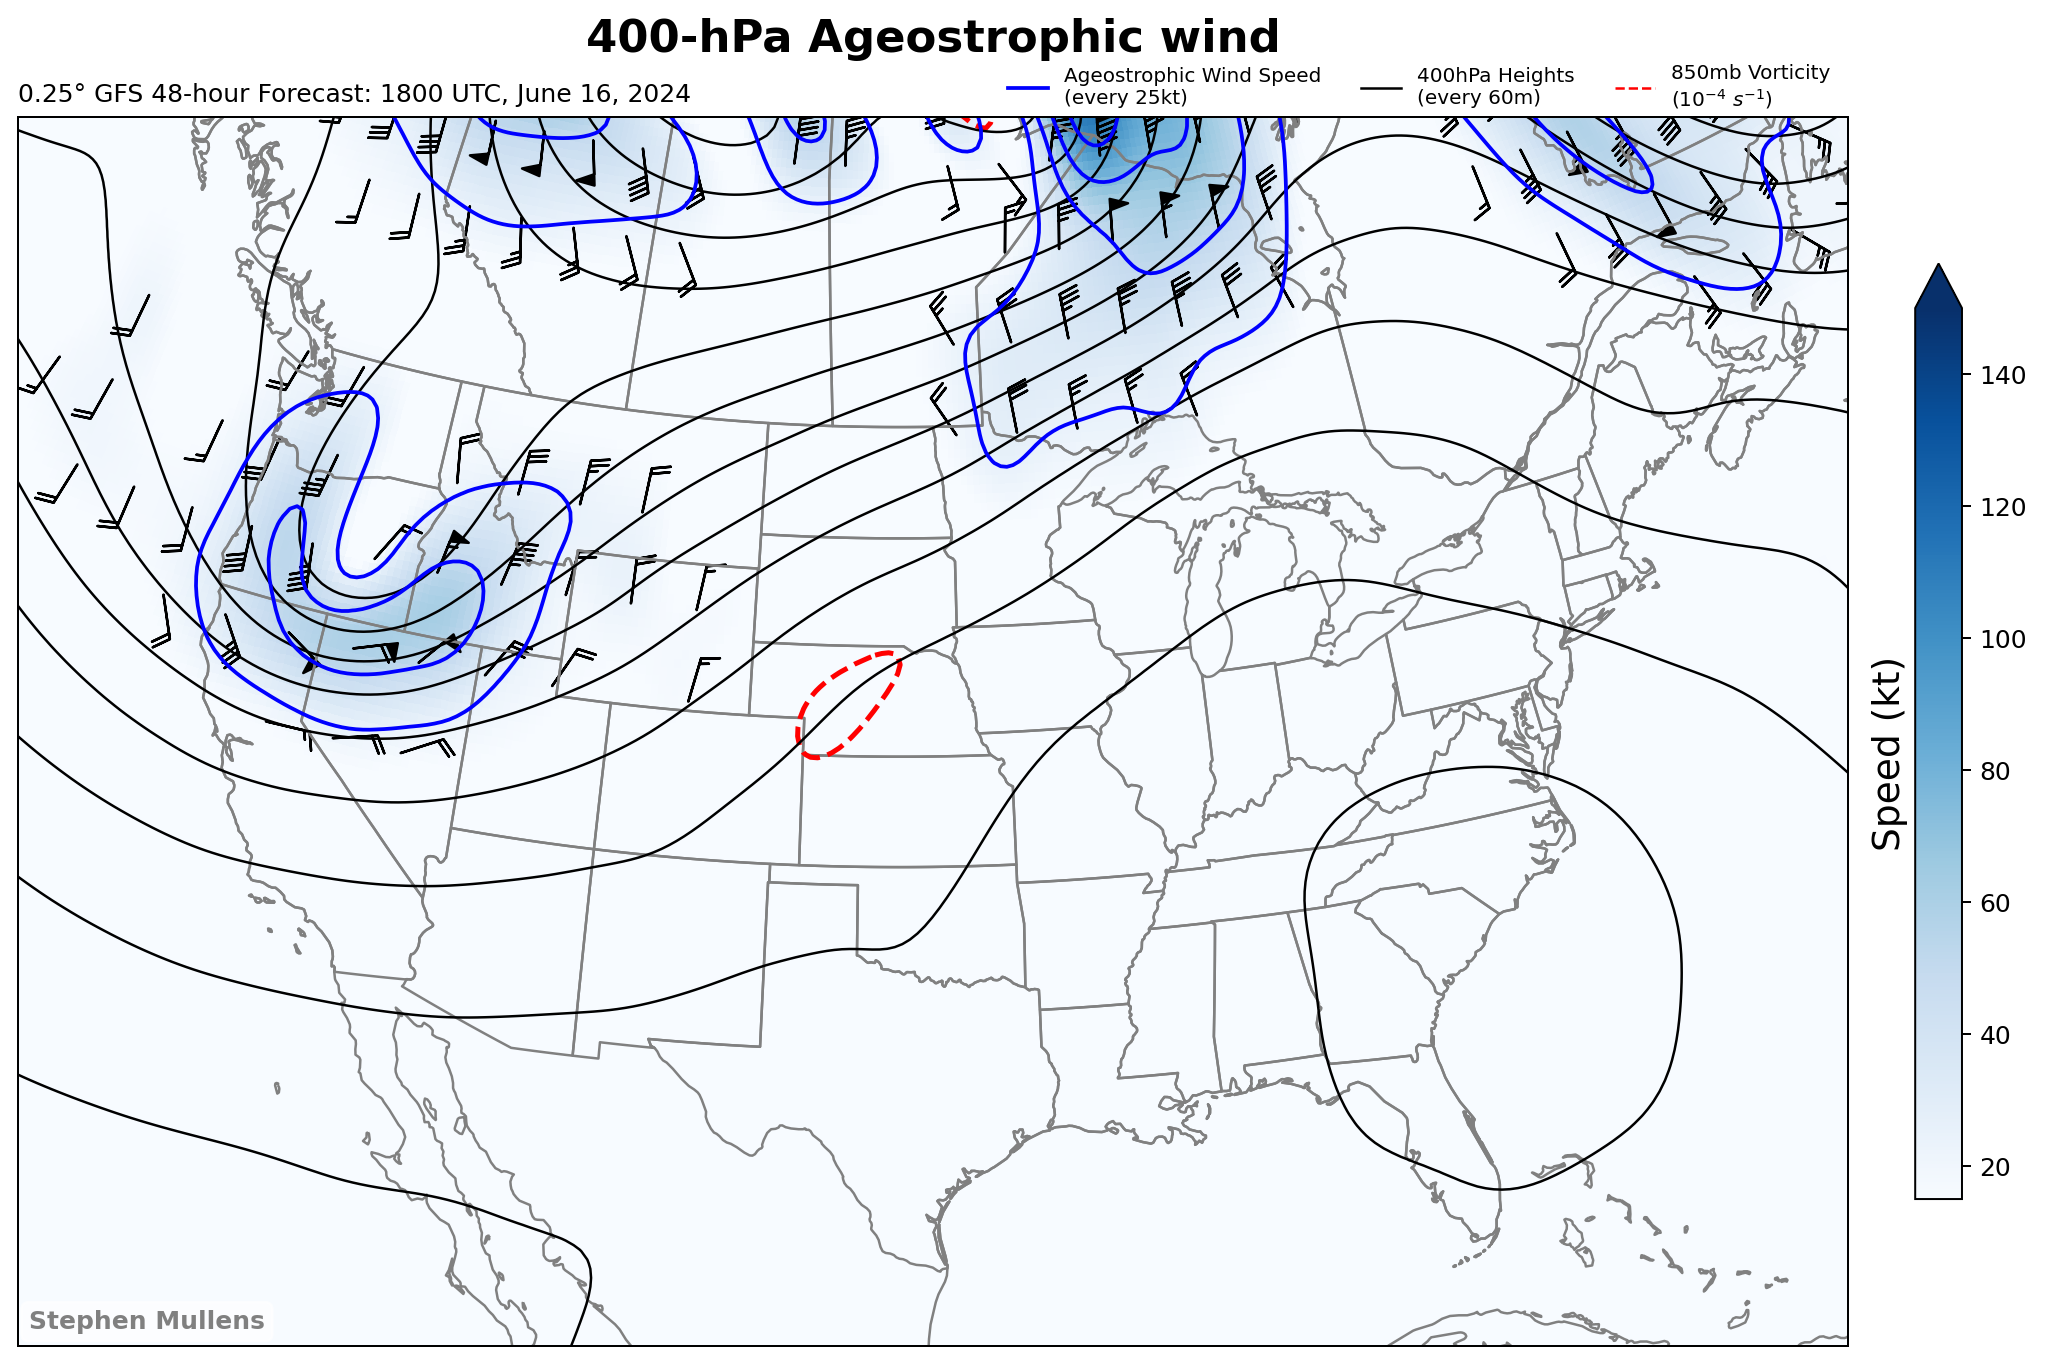 400-hPa Ageostrophic wind
0.25° GFS 48-hour Forecast: 1800 UTC, June 16, 2024
Ageostrophic Wind Speed
(every 25kt)
400hPa Heights
(every 60m)
850mb Vorticity
(10⁻⁴ s⁻¹)
140
120
100
80
60
40
20
Speed (kt)
Stephen Mullens